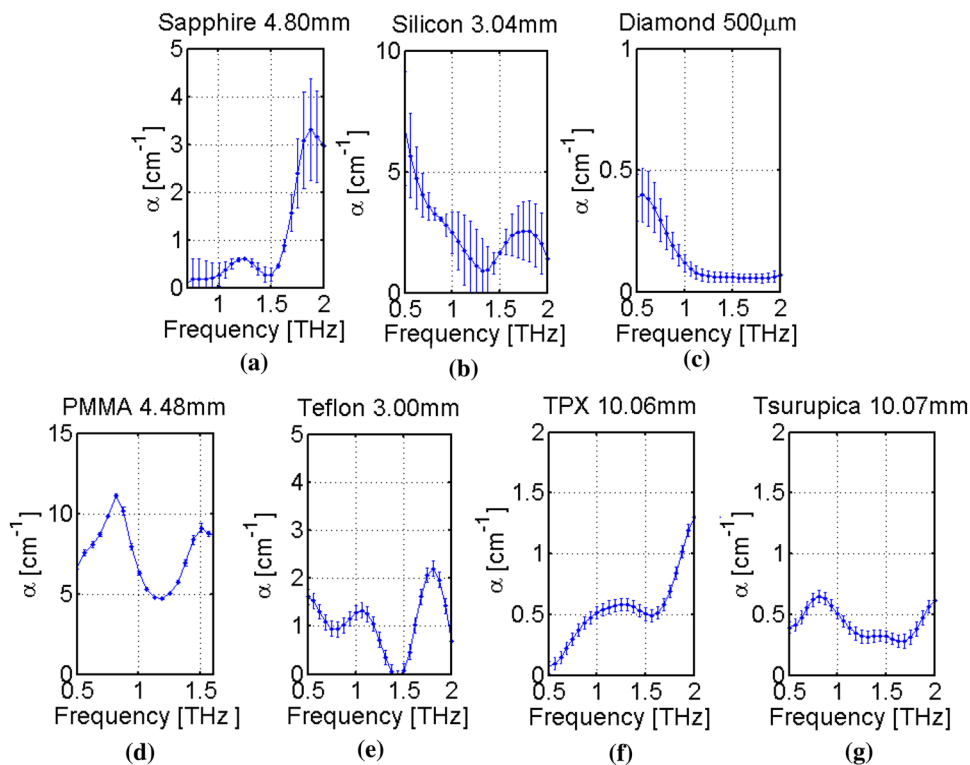 Sapphire 4.80mm
Silicon 3.04mm
Diamond 500μm
5
4
3
2
1
0
α [cm⁻¹]
1
1.5
2
Frequency [THz]
(a)
10
5
0
α [cm⁻¹]
0.5
1
1.5
2
Frequency [THz]
(b)
1
0.5
0
α [cm⁻¹]
0.5
1
1.5
2
Frequency [THz]
(c)
PMMA 4.48mm
Teflon 3.00mm
TPX 10.06mm
Tsurupica 10.07mm
15
10
5
0
α [cm⁻¹]
0.5
1
1.5
Frequency [THz ]
(d)
5
4
3
2
1
0
α [cm⁻¹]
0.5
1
1.5
2
Frequency [THz]
(e)
2
1.5
1
0.5
0
α [cm⁻¹]
0.5
1
1.5
2
Frequency [THz]
(f)
2
1.5
1
0.5
0
α [cm⁻¹]
0.5
1
1.5
2
Frequency [THz]
(g)